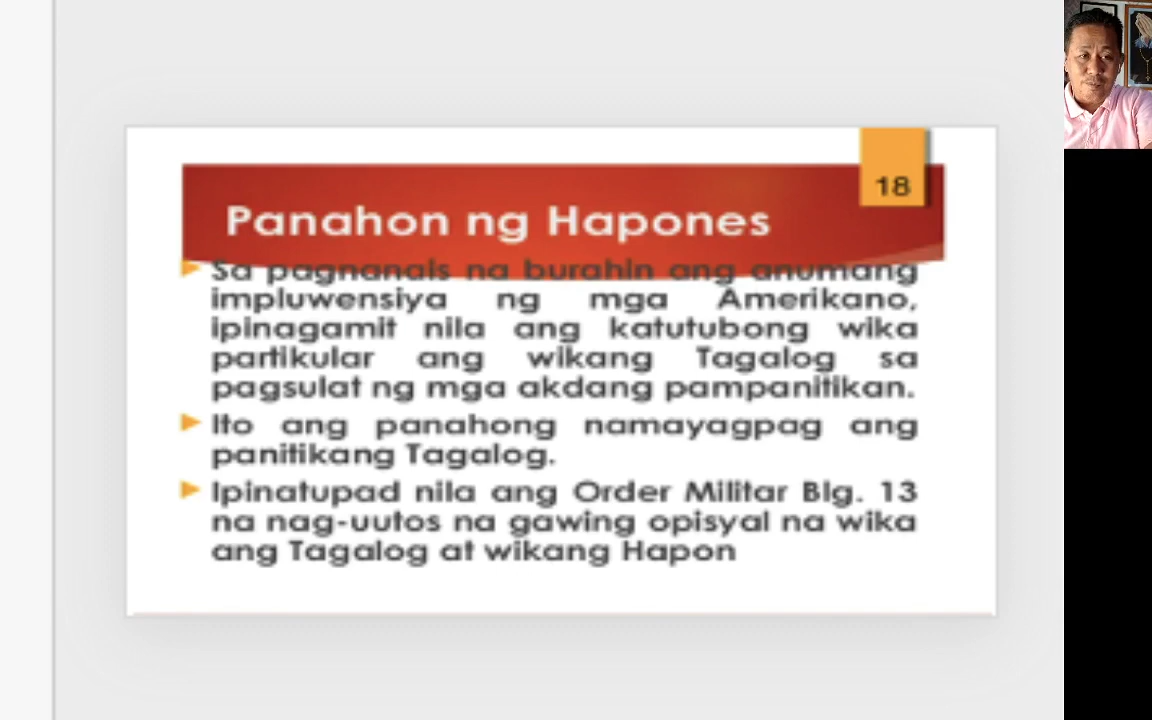 18
Panahon ng Hapones
Sa pagnanais na burahin ang anumang
impluwensiya ng mga Amerikano,
ipinagamit nila ang katutubong wika
partikular ang wikang Tagalog sa
pagsulat ng mga akdang pampanitikan.
Ito ang panahong namayagpag ang
panitikang Tagalog.
Ipinatupad nila ang Order Militar Blg. 13
na nag-uutos na gawing opisyal na wika
ang Tagalog at wikang Hapon